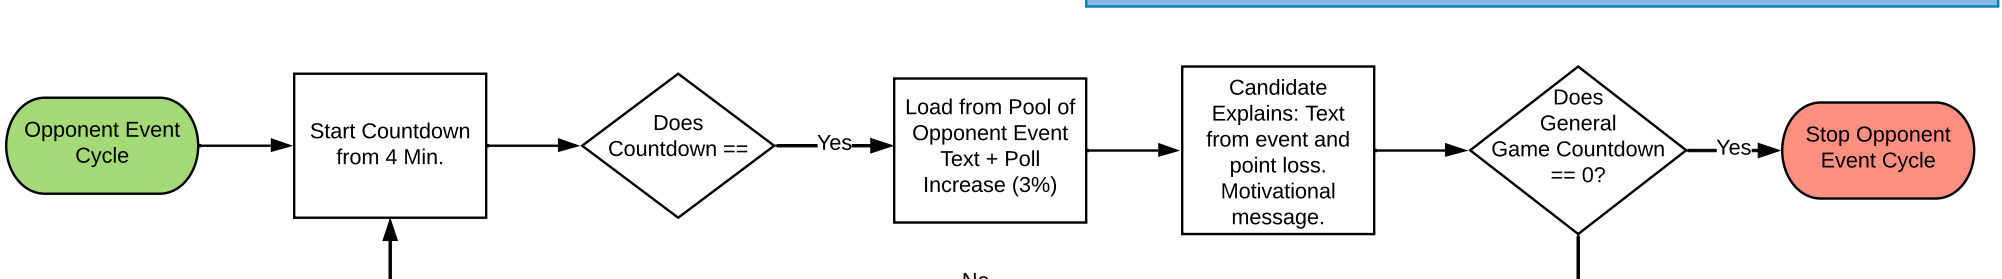 Opponent Event
Cycle
Start Countdown
from 4 Min.
Does
Countdown ==
Yes
Load from Pool of
Opponent Event
Text + Poll
Increase (3%)
Candidate
Explains: Text
from event and
point loss.
Motivational
message.
Does
General
Game Countdown
== 0?
Yes
Stop Opponent
Event Cycle
No